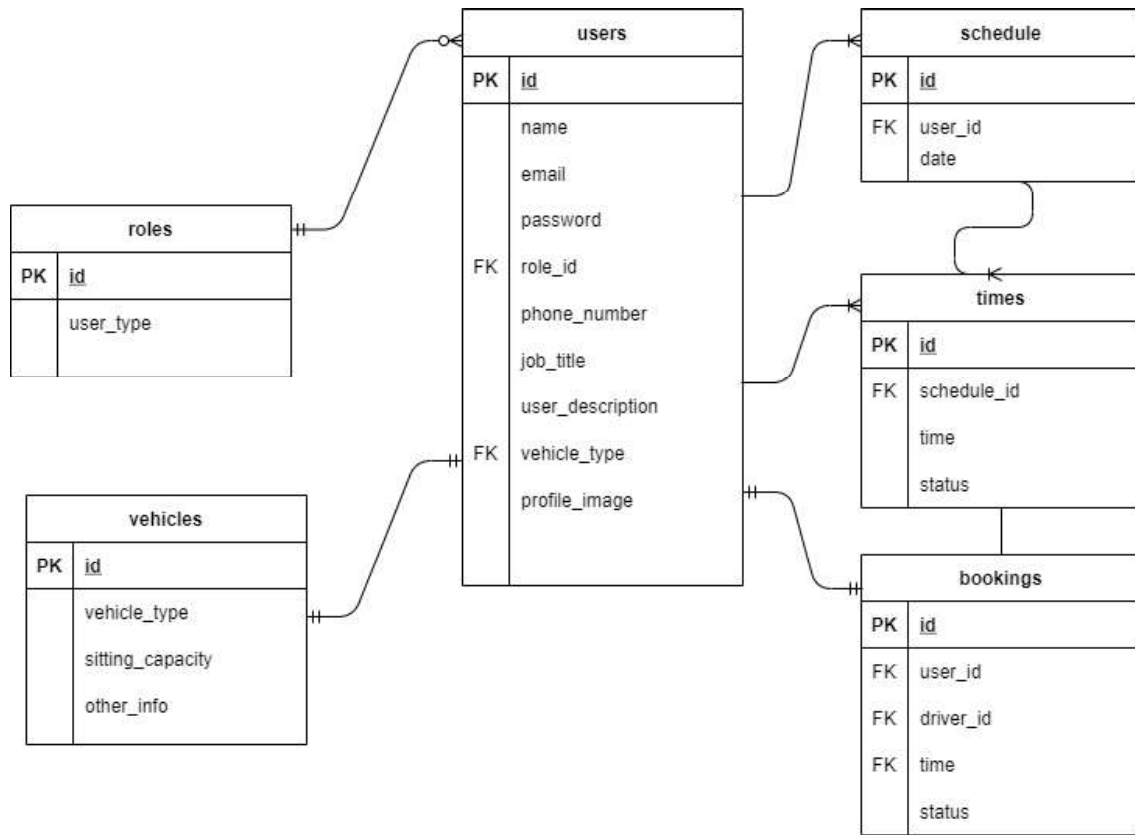 users
PK id
name
email
password
FK role_id
phone_number
job_title
user_description
FK vehicle_type
profile_image
schedule
PK id
FK user_id
date
roles
PK id
user_type
times
PK id
FK schedule_id
time
status
vehicles
PK id
vehicle_type
sitting_capacity
other_info
bookings
PK id
FK user_id
FK driver_id
FK time
status